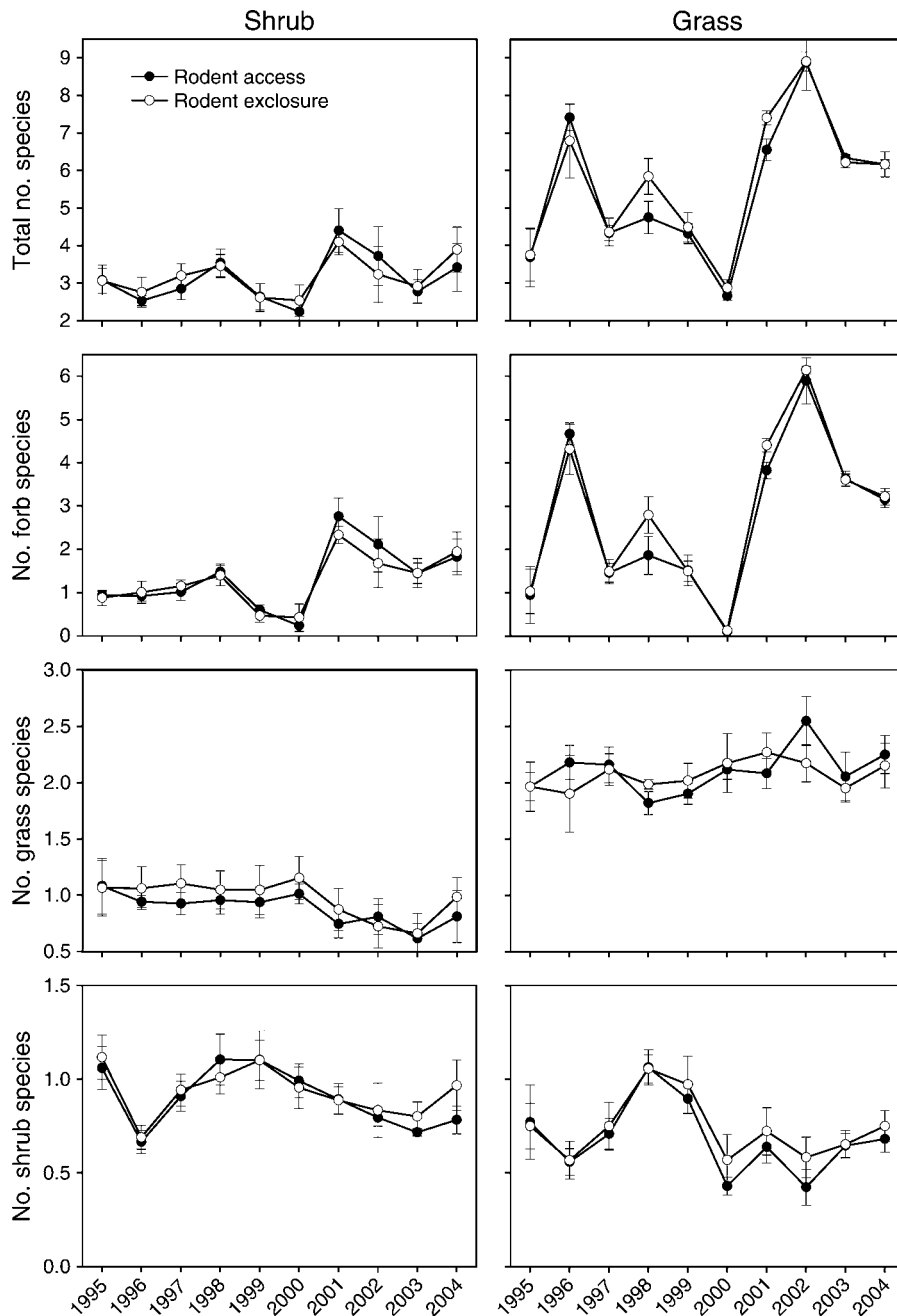 Shrub
Grass
Total no. species
9
8
7
6
5
4
3
2
Rodent access
Rodent exclosure
No. forb species
6
5
4
3
2
1
0
No. grass species
3.0
2.5
2.0
1.5
1.0
0.5
No. shrub species
1.5
1.0
0.5
0.0
1995 1996 1997 1998 1999 2000 2001 2002 2003 2004
1995 1996 1997 1998 1999 2000 2001 2002 2003 2004